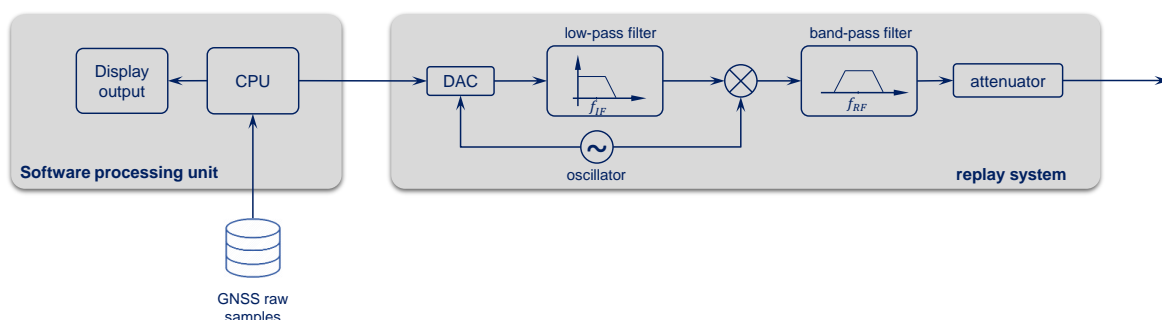 low-pass filter
band-pass filter
Display
output
CPU
DAC
f_IF
f_RF
attenuator
oscillator
Software processing unit
replay system
GNSS raw
samples